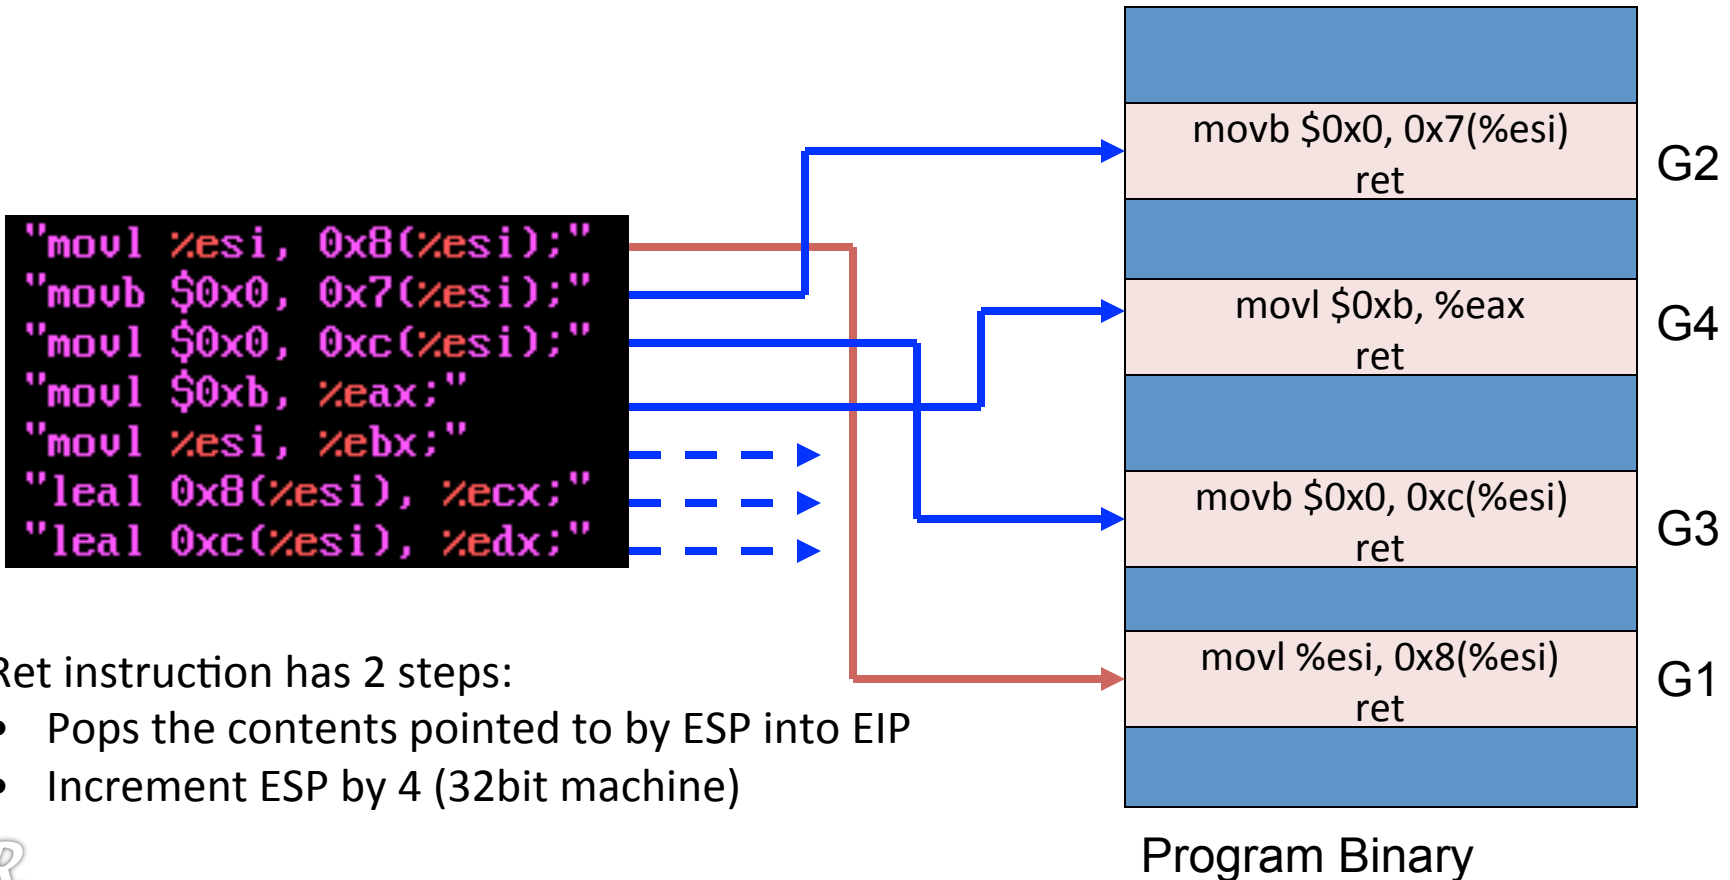 "movl %esi, 0x8(%esi);"
"movb $0x0, 0x7(%esi);"
"movl $0x0, 0xc(%esi);"
"movl $0xb, %eax;"
"movl %esi, %ebx;"
"leal 0x8(%esi), %ecx;"
"leal 0xc(%esi), %edx;"
Ret instruction has 2 steps:
• Pops the contents pointed to by ESP into EIP
• Increment ESP by 4 (32bit machine)
R
movb $0x0, 0x7(%esi)
ret
G2
movl $0xb, %eax
ret
G4
movb $0x0, 0xc(%esi)
ret
G3
movl %esi, 0x8(%esi)
ret
G1
Program Binary